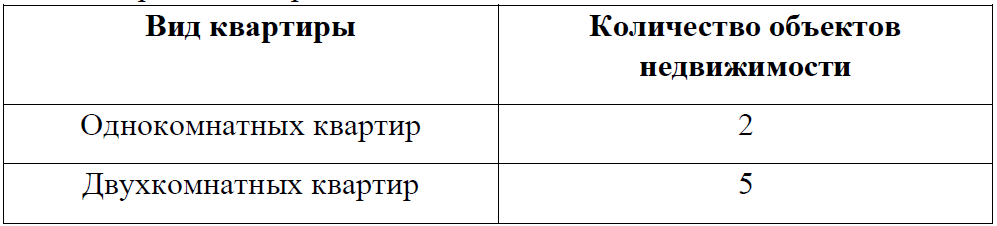 Вид квартиры
Количество объектов
недвижимости
Однокомнатных квартир
2
Двухкомнатных квартир
5